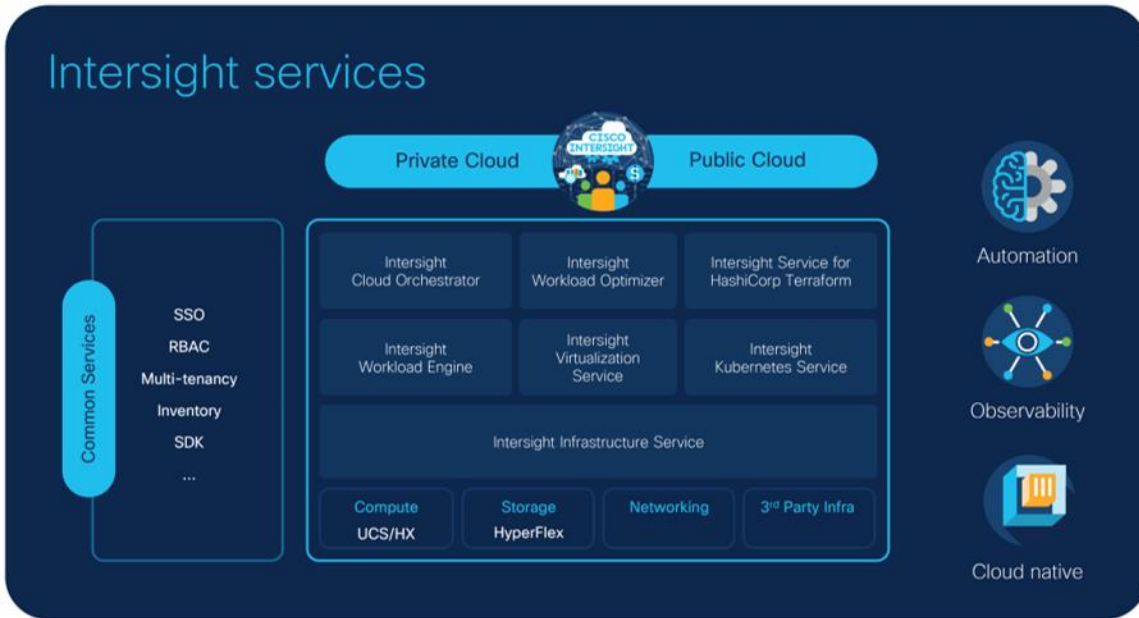 Intersight services
Private Cloud
CISCO
INTERSIGHT
Public Cloud
Common Services
SSO
RBAC
Multi-tenancy
Inventory
SDK
...
Intersight
Cloud Orchestrator
Intersight
Workload Optimizer
Intersight Service for
HashiCorp Terraform
Intersight
Workload Engine
Intersight
Virtualization
Service
Intersight
Kubernetes Service
Intersight Infrastructure Service
Compute
UCS/HX
Storage
HyperFlex
Networking
3rd Party Infra
Automation
Observability
Cloud native